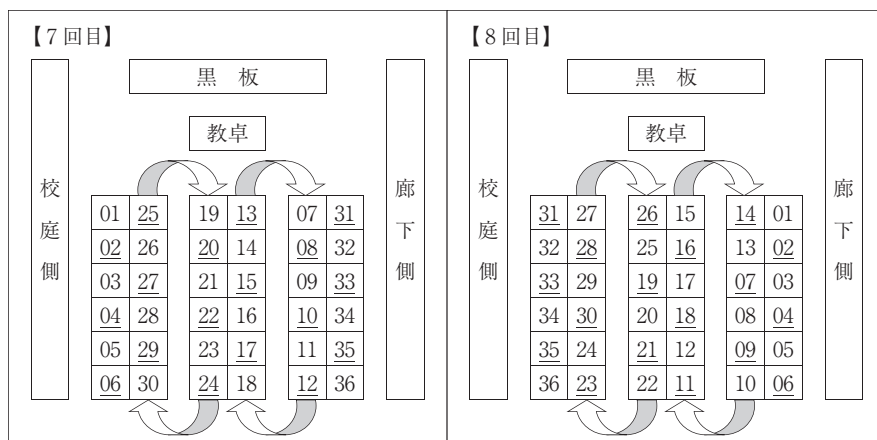 【7回目】
黒 板
教卓
校庭側
廊下側
01 25 19 13 07 31
02 26 20 14 08 32
03 27 21 15 09 33
04 28 22 16 10 34
05 29 23 17 11 35
06 30 24 18 12 36
【8回目】
黒 板
教卓
校庭側
廊下側
31 27 26 15 14 01
32 28 25 16 13 02
33 29 19 17 07 03
34 30 20 18 08 04
35 24 21 12 09 05
36 23 22 11 10 06